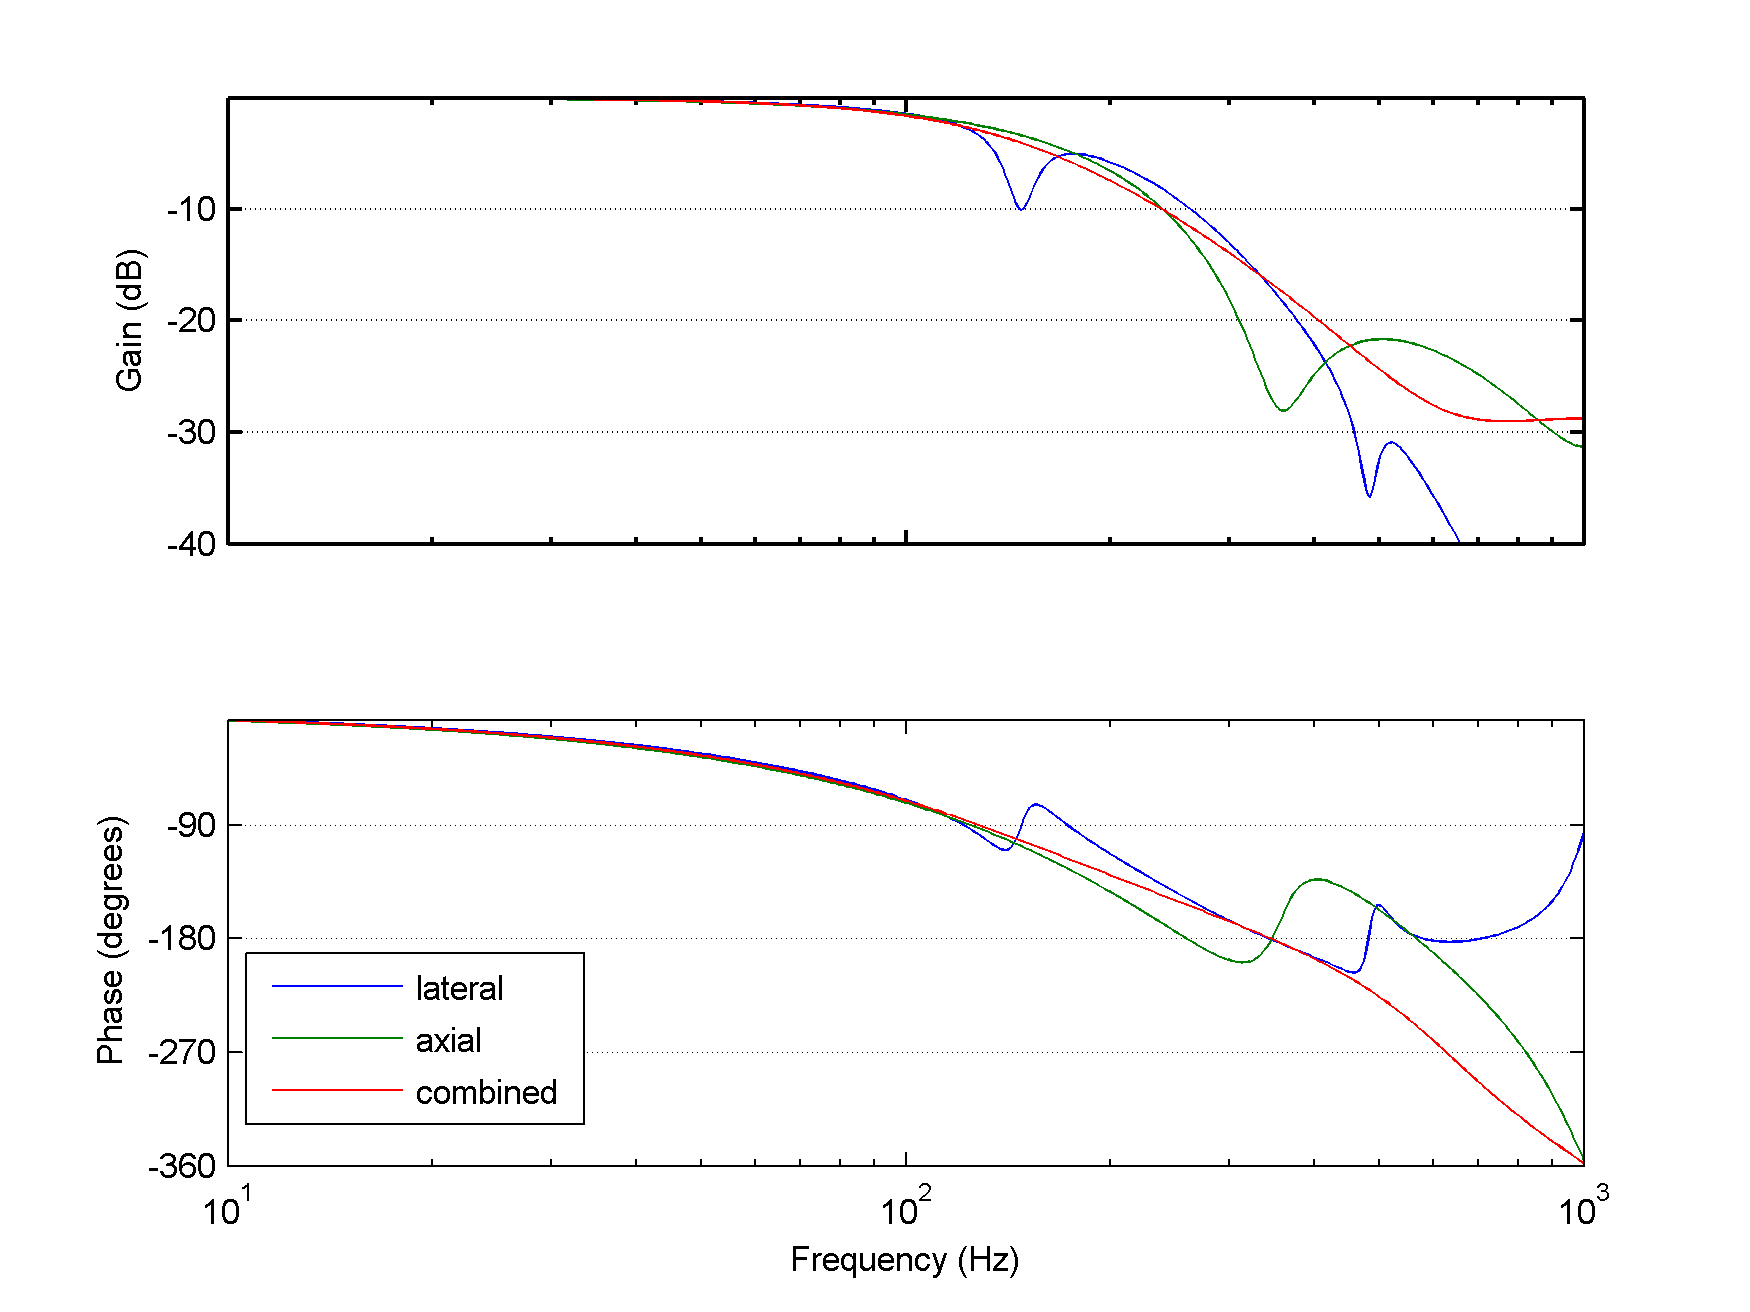 -10
-20
-30
-40
Gain (dB)
-90
-180
-270
-360
Phase (degrees)
lateral
axial
combined
10^1
10^2
10^3
Frequency (Hz)